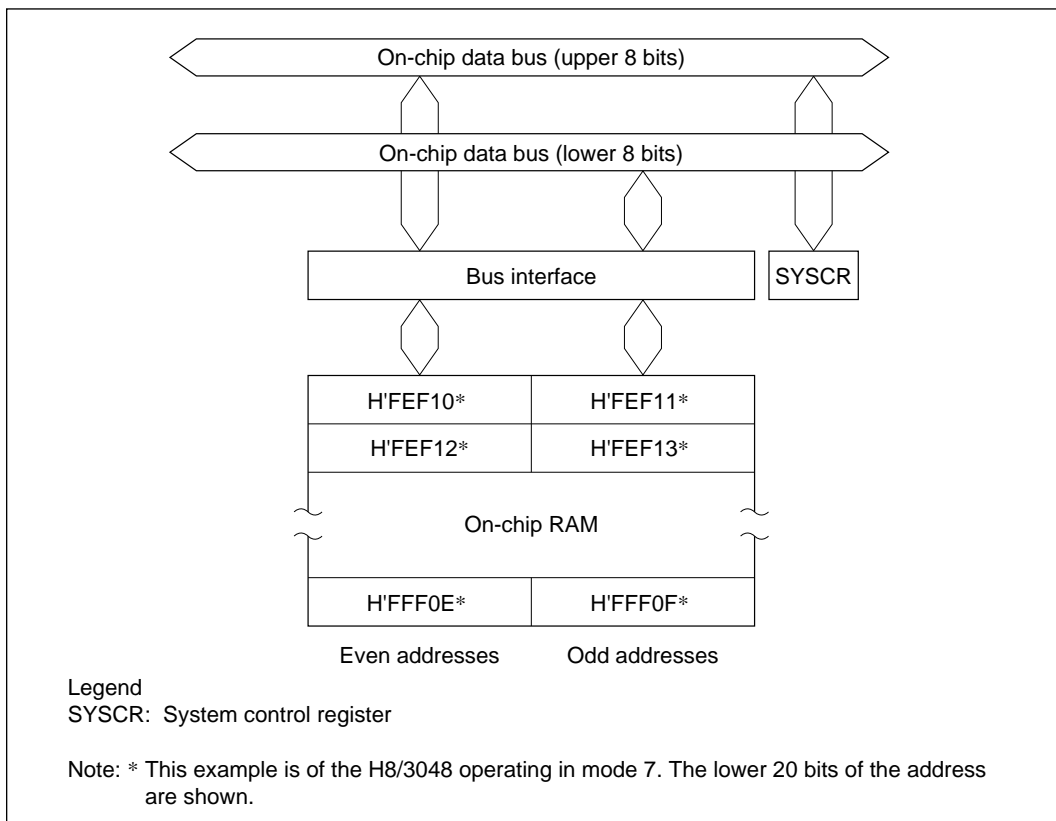 On-chip data bus (upper 8 bits)
On-chip data bus (lower 8 bits)
Bus interface
SYSCR
H'FEF10*
H'FEF11*
H'FEF12*
H'FEF13*
On-chip RAM
H'FFF0E*
H'FFF0F*
Even addresses
Odd addresses
Legend
SYSCR: System control register
Note: * This example is of the H8/3048 operating in mode 7. The lower 20 bits of the address
are shown.